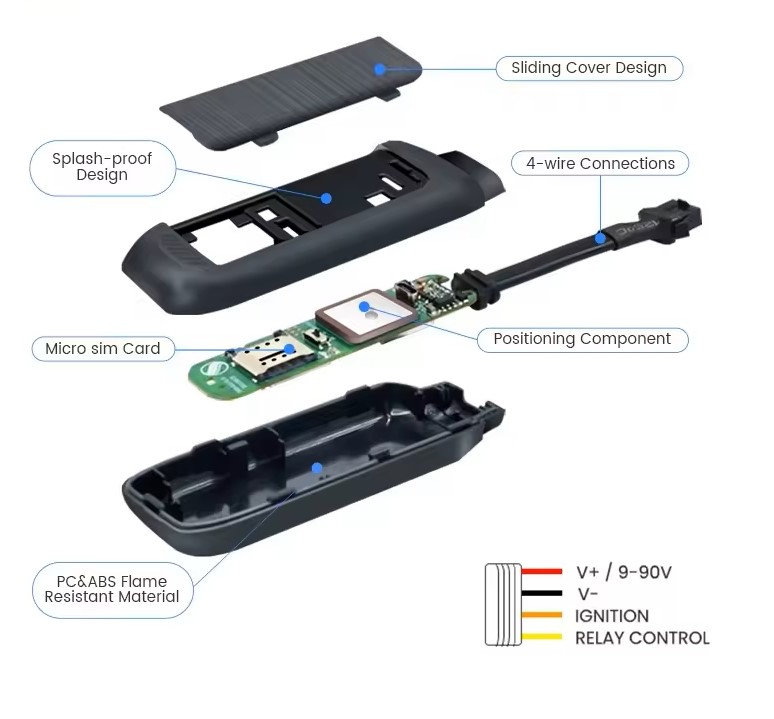 Sliding Cover Design
Splash-proof
Design
4-wire Connections
Positioning Component
Micro sim Card
PC&ABS Flame
Resistant Material
V+ / 9-90V
V-
IGNITION
RELAY CONTROL